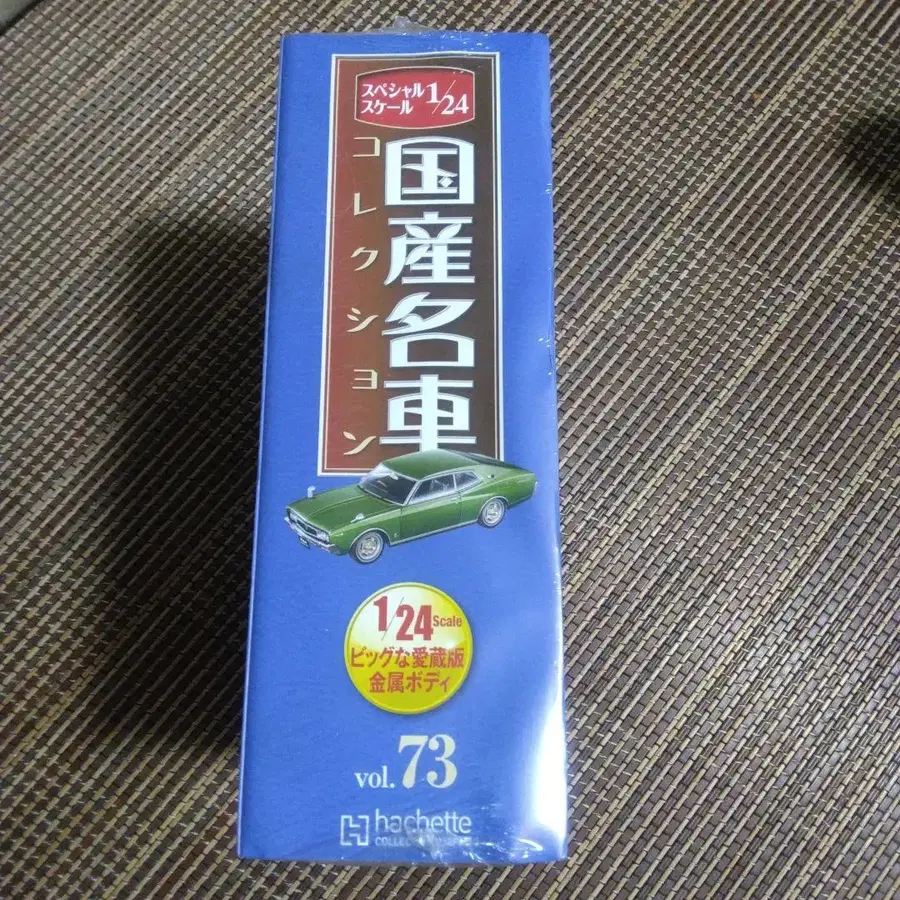 スペシャル
スケール
1/24
国産名車
コレクション
1/24 Scale
ビッグな愛蔵版
金属ボディ
vol.73
hachette